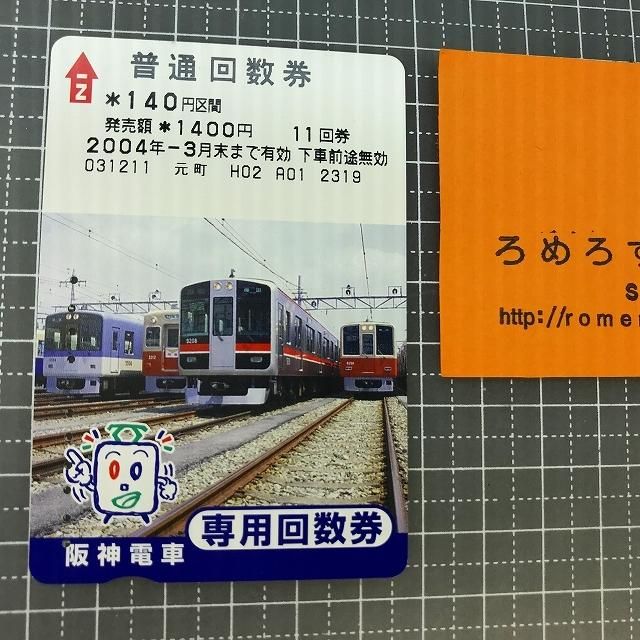 普通回数券
Z
*140円区間
発売額 *1400円 11回券
2004年-3月末まで有効 下車前途無効
031211 元町 H02 A01 2319
9208
専用回数券
阪神電車
ろめろす
S
http://romer